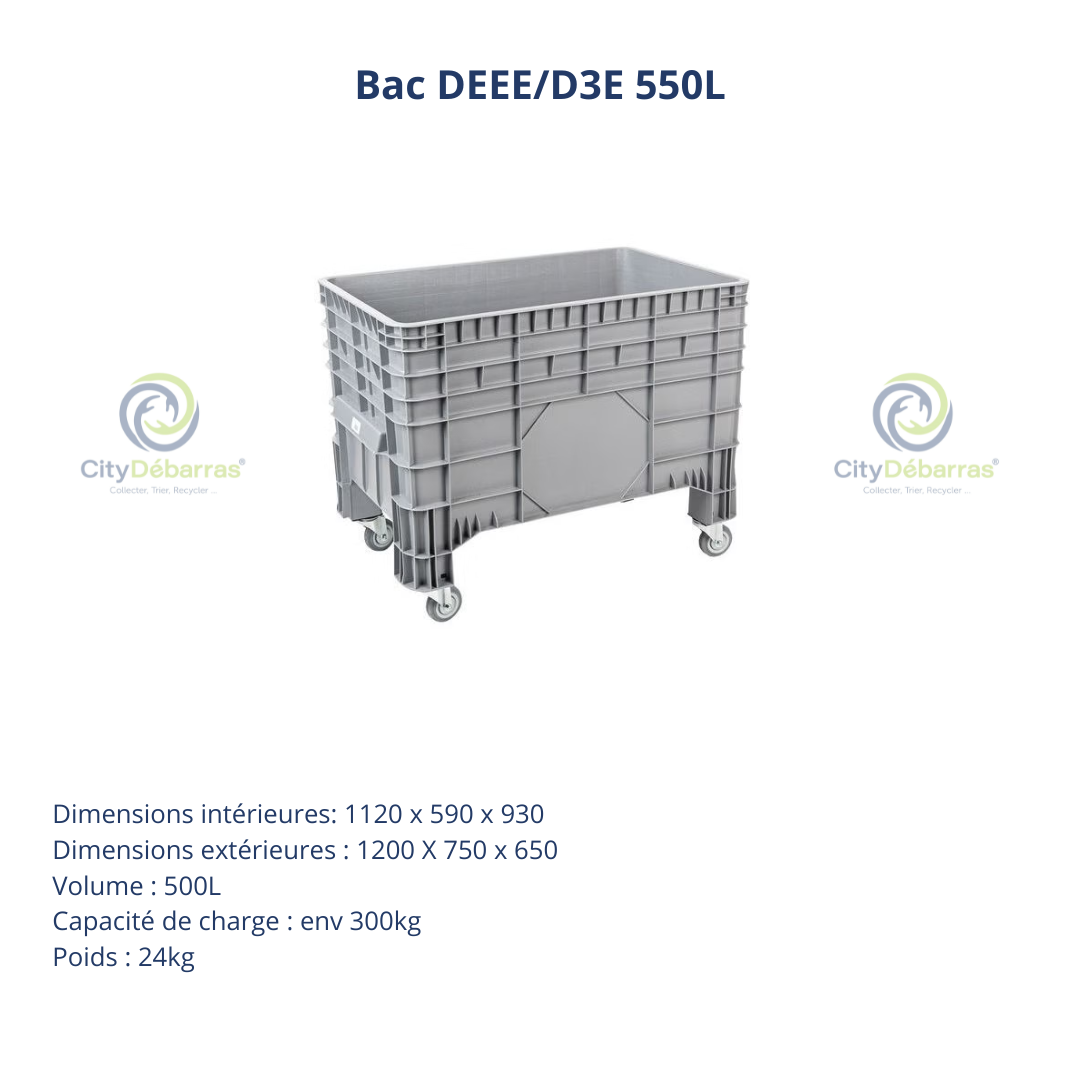 Bac DEEE/D3E 550L
CityDébarras®
Collecter, Trier, Recycler ...
CityDébarras®
Collecter, Trier, Recycler ...
Dimensions intérieures: 1120 x 590 x 930
Dimensions extérieures : 1200 X 750 x 650
Volume : 500L
Capacité de charge : env 300kg
Poids : 24kg